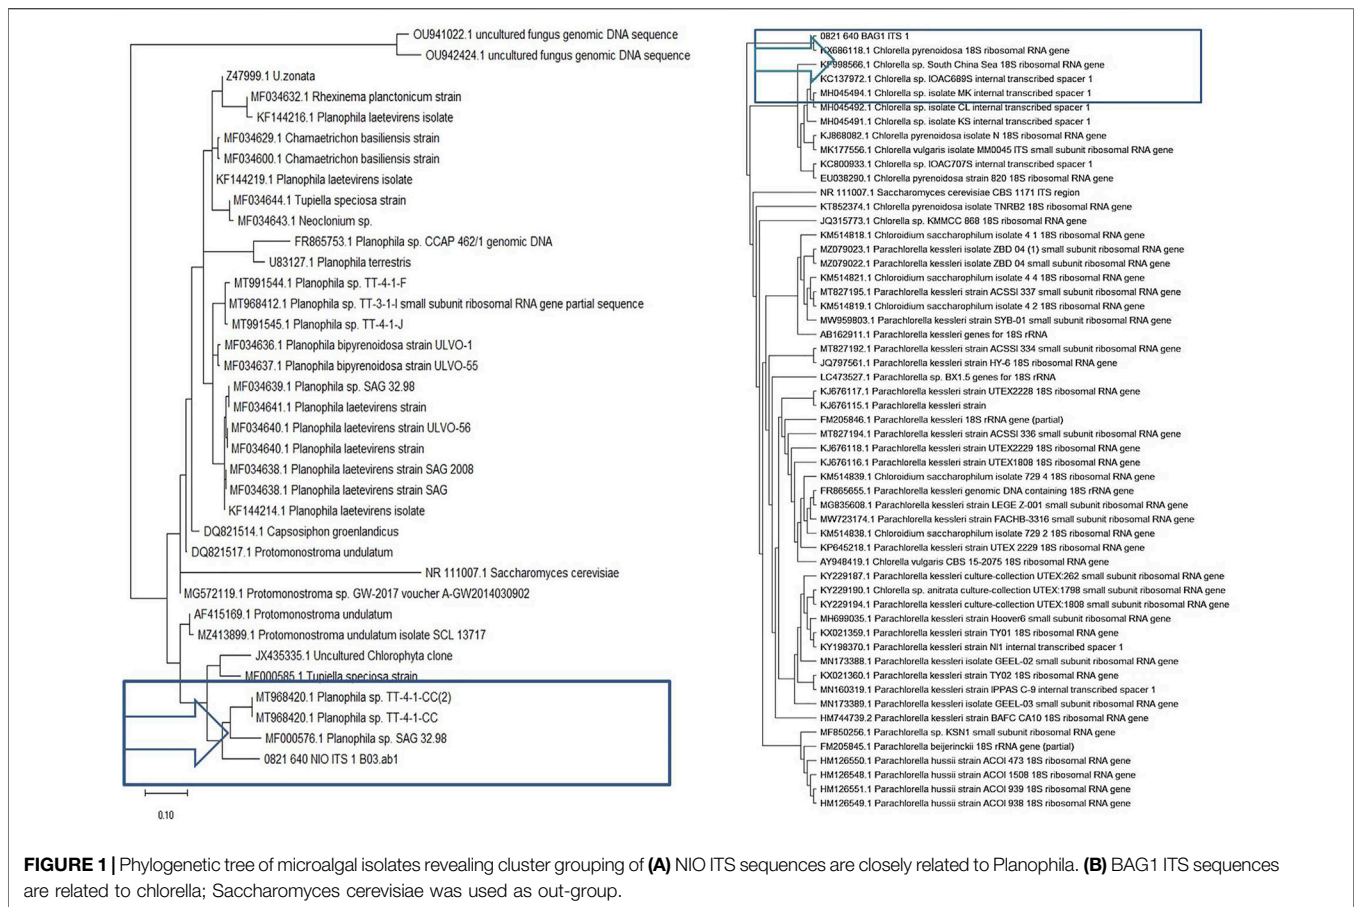 OU941022.1 uncultured fungus genomic DNA sequence
OU942424.1 uncultured fungus genomic DNA sequence
Z47999.1 U.zonata
MF034632.1 Rhexinema planctonicum strain
KF144216.1 Planophila laetevirens isolate
MF034629.1 Chamaetrichon basiliensis strain
MF034600.1 Chamaetrichon basiliensis strain
KF144219.1 Planophila laetevirens isolate
MF034644.1 Tupiella speciosa strain
MF034643.1 Neoclonium sp.
FR865753.1 Planophila sp. CCAP 462/1 genomic DNA
U83127.1 Planophila terrestris
MT991544.1 Planophila sp. TT-4-1-F
MT968412.1 Planophila sp. TT-3-1-I small subunit ribosomal RNA gene partial sequence
MT991545.1 Planophila sp. TT-4-1-J
MF034636.1 Planophila bipyrenoidosa strain ULVO-1
MF034637.1 Planophila bipyrenoidosa strain ULVO-55
MF034639.1 Planophila sp. SAG 32.98
MF034641.1 Planophila laetevirens strain
MF034640.1 Planophila laetevirens strain ULVO-56
MF034640.1 Planophila laetevirens strain
MF034638.1 Planophila laetevirens strain SAG 2008
MF034638.1 Planophila laetevirens strain SAG
KF144214.1 Planophila laetevirens isolate
DQ821514.1 Capsosiphon groenlandicus
DQ821517.1 Protomonostroma undulatum
NR 111007.1 Saccharomyces cerevisiae
MG572119.1 Protomonostroma sp. GW-2017 voucher A-GW2014030902
AF415169.1 Protomonostroma undulatum
MZ413899.1 Protomonostroma undulatum isolate SCL 13717
JX435335.1 Uncultured Chlorophyta clone
MF000585.1 Tupiella speciosa strain
MT968420.1 Planophila sp. TT-4-1-CC(2)
MT968420.1 Planophila sp. TT-4-1-CC
MF000576.1 Planophila sp. SAG 32.98
0821 640 NIO ITS 1 B03.ab1
0.10
0821 640 BAG1 ITS 1
KX686118.1 Chlorella pyrenoidosa 18S ribosomal RNA gene
KF998566.1 Chlorella sp. South China Sea 18S ribosomal RNA gene
KC137972.1 Chlorella sp. IOAC689S internal transcribed spacer 1
MH045494.1 Chlorella sp. isolate MK internal transcribed spacer 1
MH045492.1 Chlorella sp. isolate CL internal transcribed spacer 1
MH045491.1 Chlorella sp. isolate KS internal transcribed spacer 1
KJ868082.1 Chlorella pyrenoidosa isolate N 18S ribosomal RNA gene
MK177556.1 Chlorella vulgaris isolate MM0045 ITS small subunit ribosomal RNA gene
KC800933.1 Chlorella sp. IOAC707S internal transcribed spacer 1
EU038290.1 Chlorella pyrenoidosa strain 820 18S ribosomal RNA gene
NR 111007.1 Saccharomyces cerevisiae CBS 1171 ITS region
KT852374.1 Chlorella pyrenoidosa isolate TNRB2 18S ribosomal RNA gene
JQ315773.1 Chlorella sp. KMMCC 868 18S ribosomal RNA gene
KM514818.1 Chloroidium saccharophilum isolate 4 1 18S ribosomal RNA gene
MZ079023.1 Parachlorella kessleri isolate ZBD 04 (1) small subunit ribosomal RNA gene
MZ079022.1 Parachlorella kessleri isolate ZBD 04 small subunit ribosomal RNA gene
KM514821.1 Chloroidium saccharophilum isolate 4 4 18S ribosomal RNA gene
MT827195.1 Parachlorella kessleri strain ACSSI 337 small subunit ribosomal RNA gene
KM514819.1 Chloroidium saccharophilum isolate 4 2 18S ribosomal RNA gene
MW959803.1 Parachlorella kessleri strain SYB-01 small subunit ribosomal RNA gene
AB162911.1 Parachlorella kessleri genes for 18S rRNA
MT827192.1 Parachlorella kessleri strain ACSSI 334 small subunit ribosomal RNA gene
JQ797561.1 Parachlorella kessleri strain HY-6 18S ribosomal RNA gene
LC473527.1 Parachlorella sp. BX1.5 genes for 18S rRNA
KJ676117.1 Parachlorella kessleri strain UTEX2228 18S ribosomal RNA gene
KJ676115.1 Parachlorella kessleri strain
FM205846.1 Parachlorella kessleri 18S rRNA gene (partial)
MT827194.1 Parachlorella kessleri strain ACSSI 336 small subunit ribosomal RNA gene
KJ676118.1 Parachlorella kessleri strain UTEX2229 18S ribosomal RNA gene
KJ676116.1 Parachlorella kessleri strain UTEX1808 18S ribosomal RNA gene
KM514839.1 Chloroidium saccharophilum isolate 729 4 18S ribosomal RNA gene
FR865655.1 Parachlorella kessleri genomic DNA containing 18S rRNA gene
MG835608.1 Parachlorella kessleri strain LEGE Z-001 small subunit ribosomal RNA gene
MW723174.1 Parachlorella kessleri strain FACHB-3316 small subunit ribosomal RNA gene
KM514838.1 Chloroidium saccharophilum isolate 729 2 18S ribosomal RNA gene
KP645218.1 Parachlorella kessleri strain UTEX 2229 18S ribosomal RNA gene
AY948419.1 Chlorella vulgaris CBS 15-2075 18S ribosomal RNA gene
KY229187.1 Parachlorella kessleri culture-collection UTEX:262 small subunit ribosomal RNA gene
KY229190.1 Chlorella sp. anitrata culture-collection UTEX:1798 small subunit ribosomal RNA gene
KY229194.1 Parachlorella kessleri culture-collection UTEX:1808 small subunit ribosomal RNA gene
MH699035.1 Parachlorella kessleri strain Hoover6 small subunit ribosomal RNA gene
KX021359.1 Parachlorella kessleri strain TY01 18S ribosomal RNA gene
KY198370.1 Parachlorella kessleri strain NI1 internal transcribed spacer 1
MN173388.1 Parachlorella kessleri isolate GEEL-02 small subunit ribosomal RNA gene
KX021360.1 Parachlorella kessleri strain TY02 18S ribosomal RNA gene
MN160319.1 Parachlorella kessleri strain IPPAS C-9 internal transcribed spacer 1
MN173389.1 Parachlorella kessleri isolate GEEL-03 small subunit ribosomal RNA gene
HM744739.2 Parachlorella kessleri strain BAFC CA10 18S ribosomal RNA gene
MF850256.1 Parachlorella sp. KSN1 small subunit ribosomal RNA gene
FM205845.1 Parachlorella beijerinckii 18S rRNA gene (partial)
HM126550.1 Parachlorella hussii strain ACOI 473 18S ribosomal RNA gene
HM126548.1 Parachlorella hussii strain ACOI 1508 18S ribosomal RNA gene
HM126551.1 Parachlorella hussii strain ACOI 939 18S ribosomal RNA gene
HM126549.1 Parachlorella hussii strain ACOI 938 18S ribosomal RNA gene
FIGURE 1 | Phylogenetic tree of microalgal isolates revealing cluster grouping of (A) NIO ITS sequences are closely related to Planophila. (B) BAG1 ITS sequences
are related to chlorella; Saccharomyces cerevisiae was used as out-group.